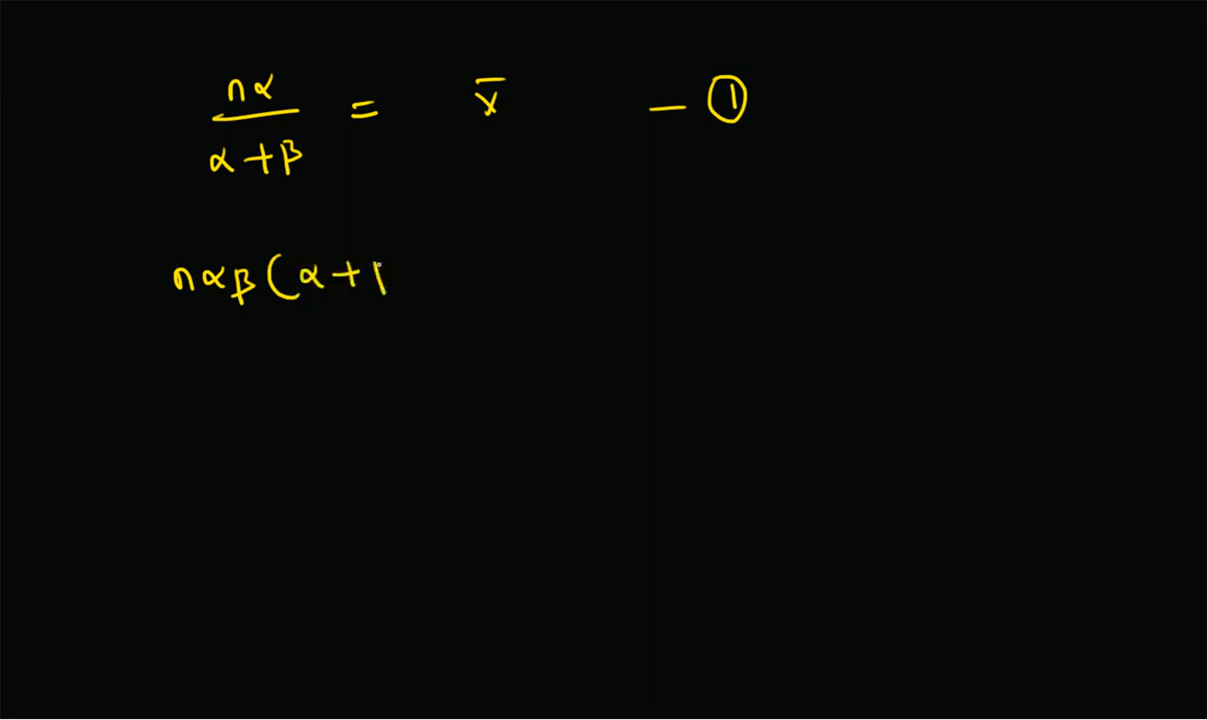 nα/(α+β) = x̄ — ①
nαβ(α+